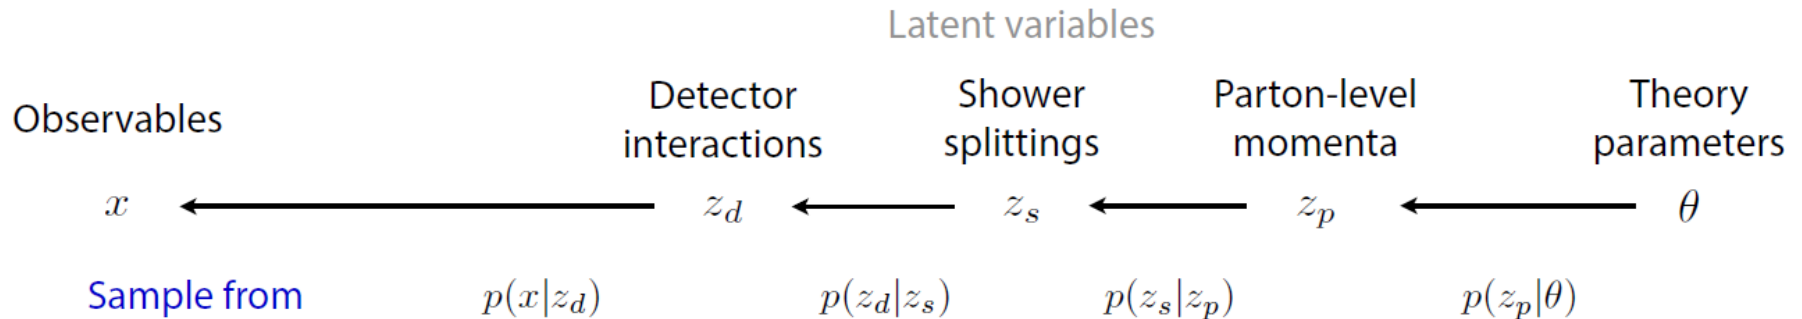 Latent variables
Observables
Detector interactions
Shower splittings
Parton-level momenta
Theory parameters
x
z_d
z_s
z_p
θ
Sample from
p(x|z_d)
p(z_d|z_s)
p(z_s|z_p)
p(z_p|θ)